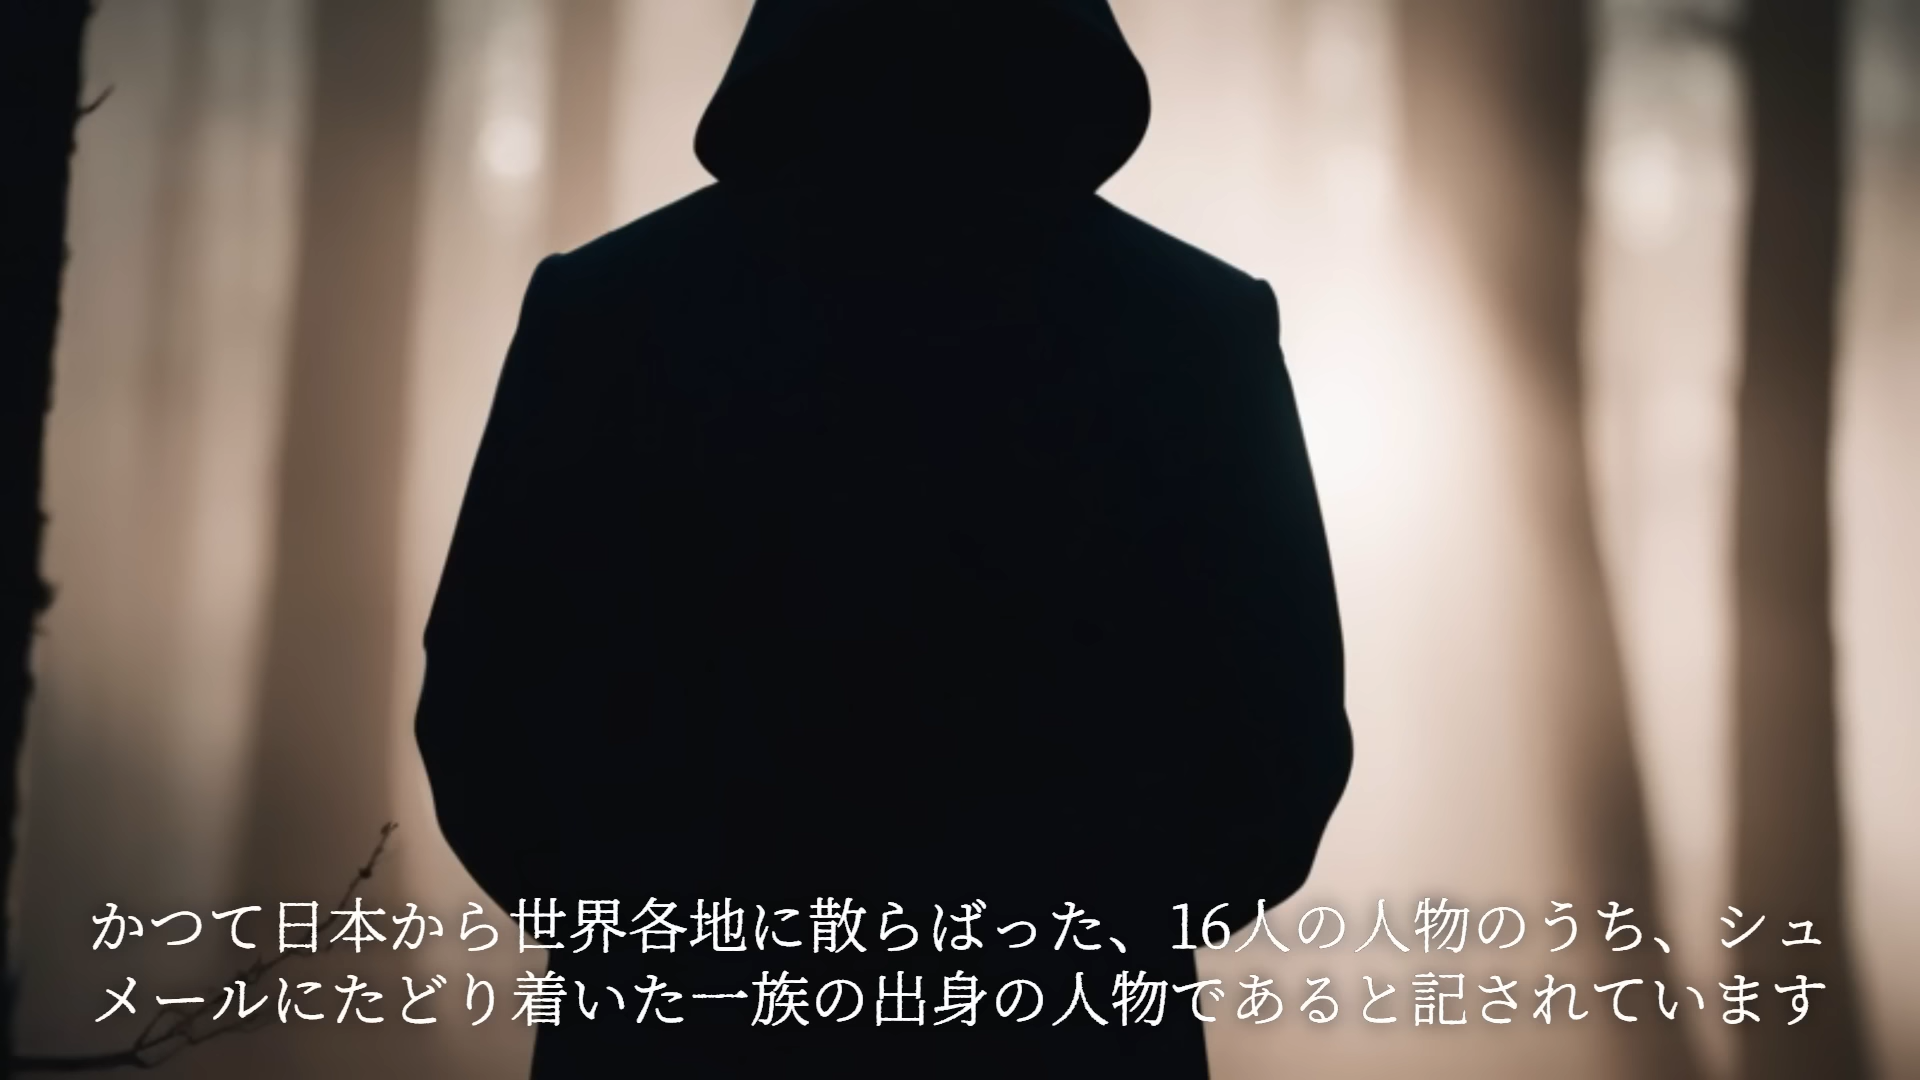 かつて日本から世界各地に散らばった、16人の人物のうち、シュ
メールにたどり着いた一族の出身の人物であると記されています